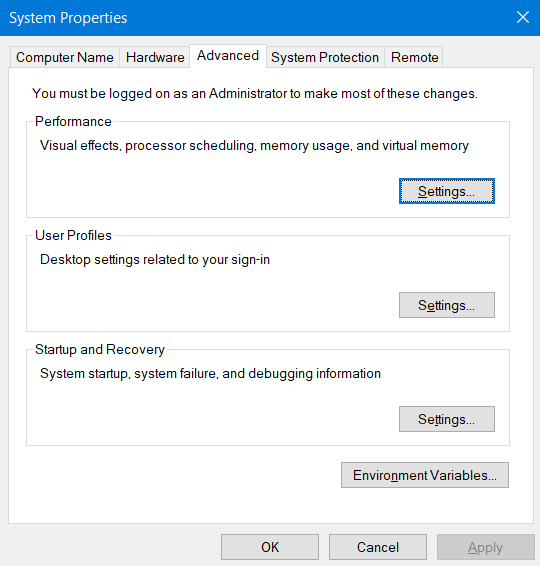 System Properties
Computer Name Hardware Advanced System Protection Remote
You must be logged on as an Administrator to make most of these changes.
Performance
Visual effects, processor scheduling, memory usage, and virtual memory
Settings...
User Profiles
Desktop settings related to your sign-in
Settings...
Startup and Recovery
System startup, system failure, and debugging information
Settings...
Environment Variables...
OK Cancel Apply